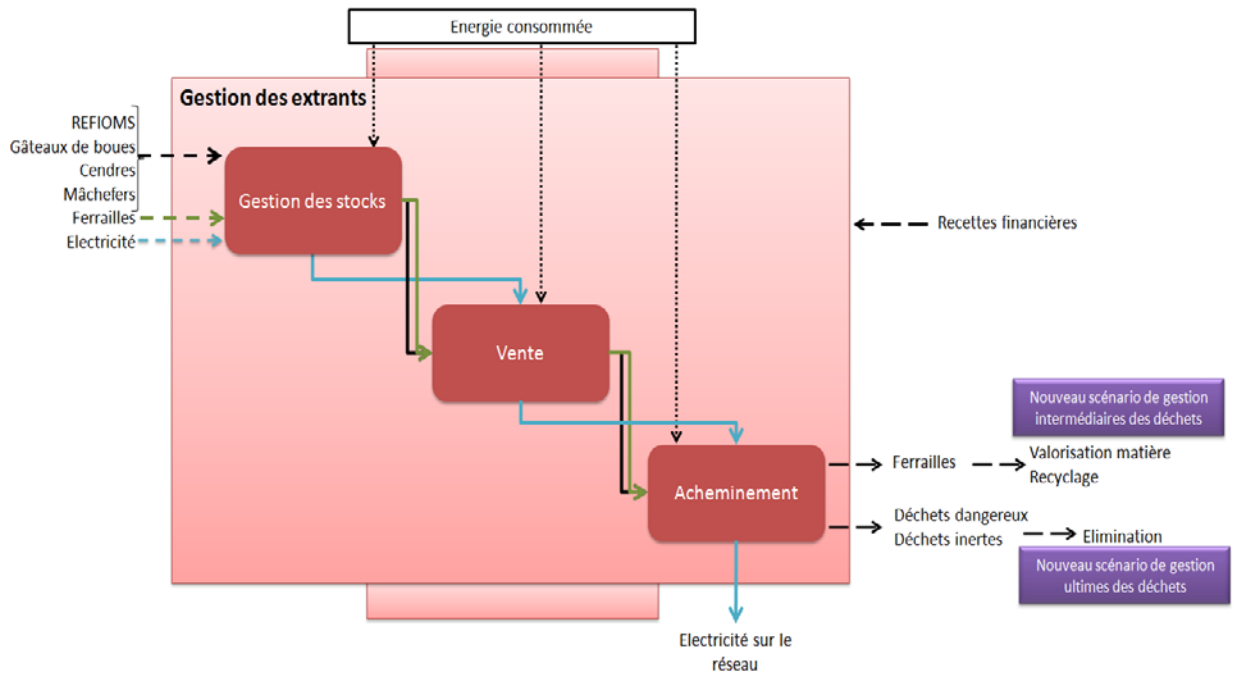 Energie consommée
Gestion des extrants
REFIOMS
Gâteaux de boues
Cendres
Mâchefers
Ferrailles
Electricité
Gestion des stocks
Recettes financières
Vente
Nouveau scénario de gestion
intermédiaires des déchets
Acheminement
Ferrailles
Valorisation matière
Recyclage
Déchets dangereux
Déchets inertes
Elimination
Nouveau scénario de gestion
ultimes des déchets
Electricité sur le
réseau